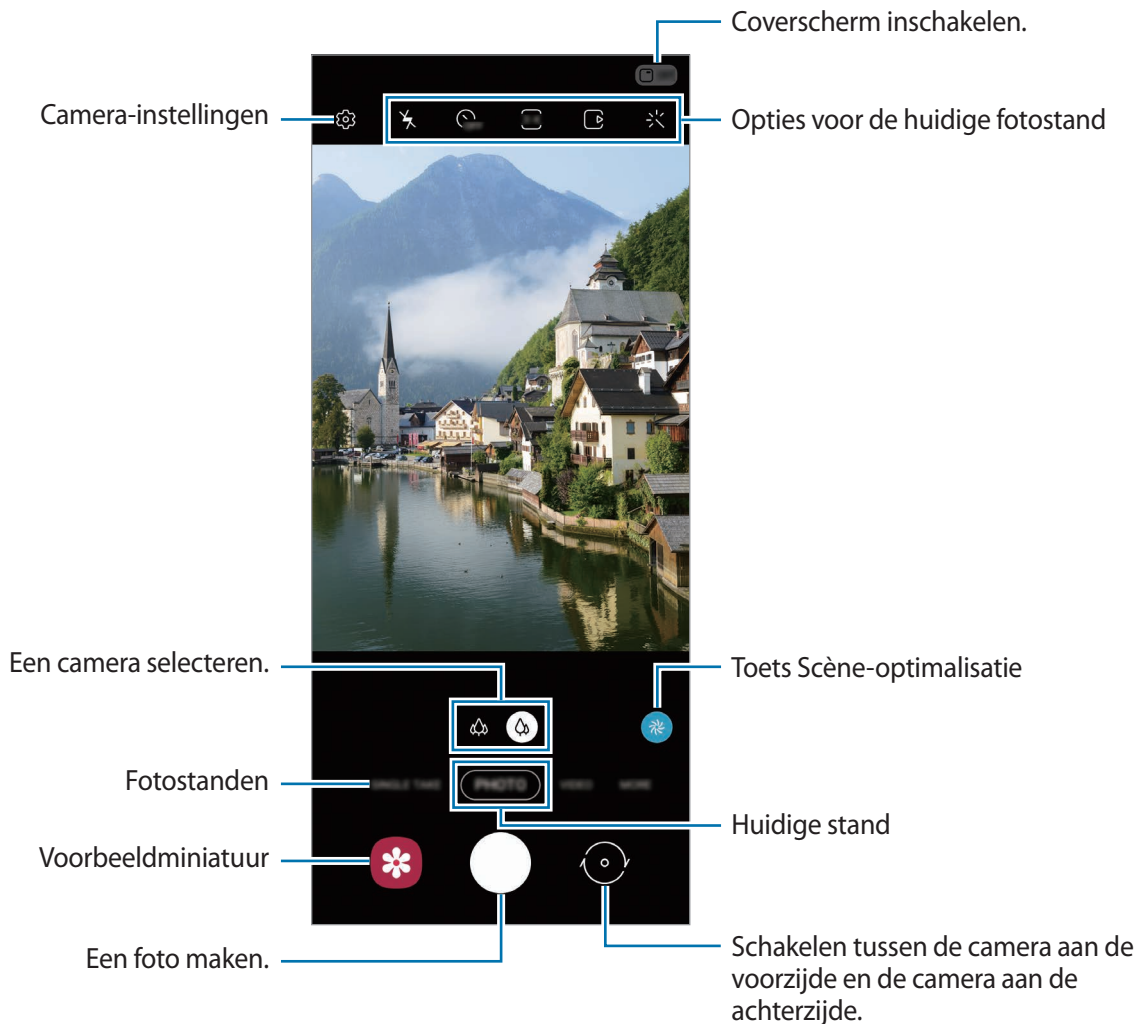 Coverscherm inschakelen.
Camera-instellingen
Opties voor de huidige fotostand
Een camera selecteren.
Toets Scène-optimalisatie
Fotostanden
SINGLE TAKE
PHOTO
VIDEO
MORE
Huidige stand
Voorbeeldminiatuur
Een foto maken.
Schakelen tussen de camera aan de
voorzijde en de camera aan de
achterzijde.